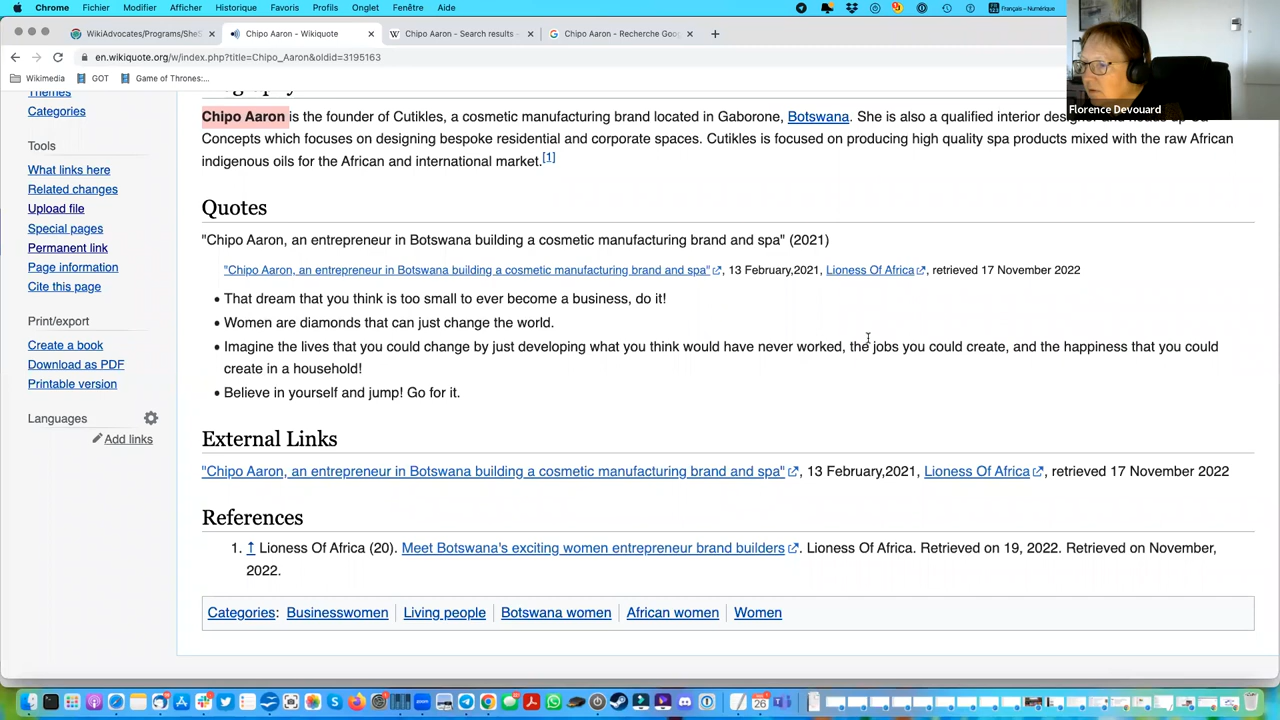 Chrome Fichier Modifier Afficher Historique Favoris Profils Onglet Fenêtre Aide Français – Numérique
WikiAdvocates/Programs/SheS Chipo Aaron - Wikiquote Chipo Aaron - Search results - Chipo Aaron - Recherche Goo
en.wikiquote.org/w/index.php?title=Chipo_Aaron&oldid=3195163
Wikimedia GOT Game of Thrones:...
Florence Devouard
Themes
Categories
Tools
What links here
Related changes
Upload file
Special pages
Permanent link
Page information
Cite this page
Print/export
Create a book
Download as PDF
Printable version
Languages
Add links
Chipo Aaron is the founder of Cutikles, a cosmetic manufacturing brand located in Gaborone, Botswana. She is also a qualified interior designer and heads up
Concepts which focuses on designing bespoke residential and corporate spaces. Cutikles is focused on producing high quality spa products mixed with the raw African
indigenous oils for the African and international market.[1]
Quotes
"Chipo Aaron, an entrepreneur in Botswana building a cosmetic manufacturing brand and spa" (2021)
"Chipo Aaron, an entrepreneur in Botswana building a cosmetic manufacturing brand and spa", 13 February,2021, Lioness Of Africa, retrieved 17 November 2022
• That dream that you think is too small to ever become a business, do it!
• Women are diamonds that can just change the world.
• Imagine the lives that you could change by just developing what you think would have never worked, the jobs you could create, and the happiness that you could
create in a household!
• Believe in yourself and jump! Go for it.
External Links
"Chipo Aaron, an entrepreneur in Botswana building a cosmetic manufacturing brand and spa", 13 February,2021, Lioness Of Africa, retrieved 17 November 2022
References
1. ↑ Lioness Of Africa (20). Meet Botswana's exciting women entrepreneur brand builders. Lioness Of Africa. Retrieved on 19, 2022. Retrieved on November,
2022.
Categories: Businesswomen Living people Botswana women African women Women